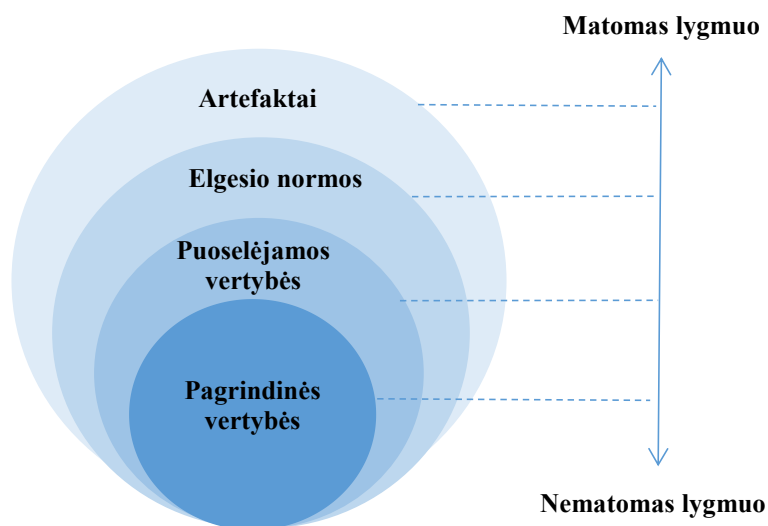 Matomas lygmuo
Artefaktai
Elgesio normos
Puoselėjamos
vertybės
Pagrindinės
vertybės
Nematomas lygmuo